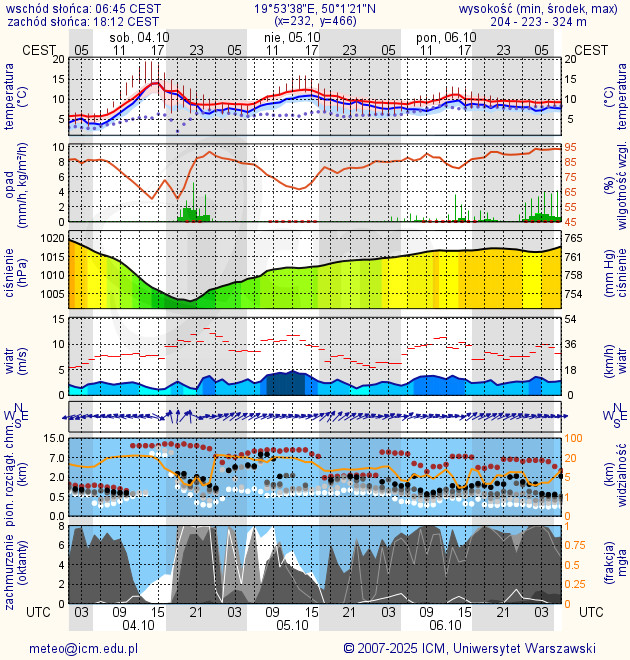 wschód słońca: 06:45 CEST 19°53'38"E, 50°1'21"N wysokość (min, środek, max)
zachód słońca: 18:12 CEST (x=232, y=466) 204 - 223 - 324 m
sob, 04.10 nie, 05.10 pon, 06.10
CEST 05 11 17 23 05 11 17 23 05 11 17 23 05 CEST
temperatura (°C) 20 15 10 5 20 15 10 5 temperatura (°C)
opad (mm/h, kg/m²/h) 10 8 6 4 2 0 95 85 75 65 55 45 (%) wilgotność wzgl.
ciśnienie (hPa) 1020 1015 1010 1005 765 761 758 754 (mm Hg) ciśnienie
wiatr (m/s) 15 10 5 0 54 36 18 0 (km/h) wiatr
N W E S N W E S
pion. rozciągł. chm. (km) 15.0 7.0 2.0 0.5 0.0 100 20 5 1 0 (km) widzialność
zachmurzenie (oktanty) 8 6 4 2 0 1 0.75 0.5 0.25 0 (frakcja) mgła
UTC 03 09 15 21 03 09 15 21 03 09 15 21 03 UTC
04.10 05.10 06.10
meteo@icm.edu.pl © 2007-2025 ICM, Uniwersytet Warszawski